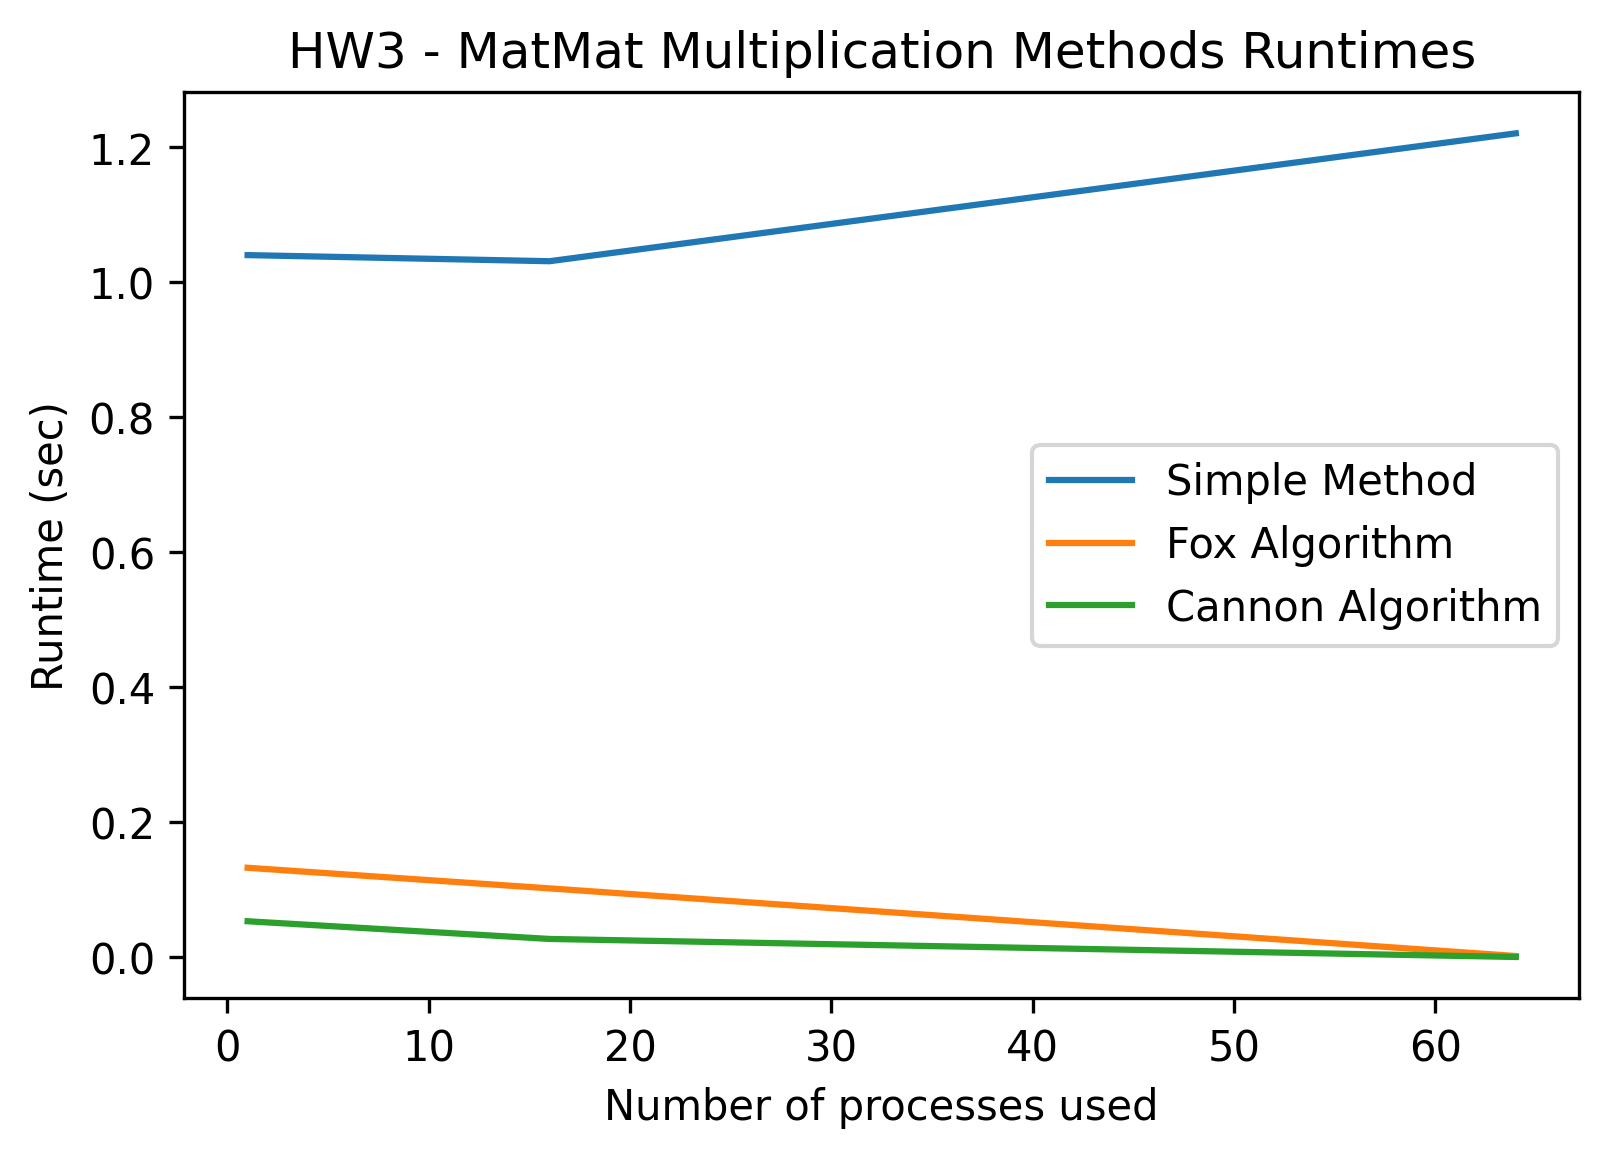 HW3 - MatMat Multiplication Methods Runtimes
1.2
1.0
0.8
0.6
0.4
0.2
0.0
Runtime (sec)
Simple Method
Fox Algorithm
Cannon Algorithm
0 10 20 30 40 50 60
Number of processes used